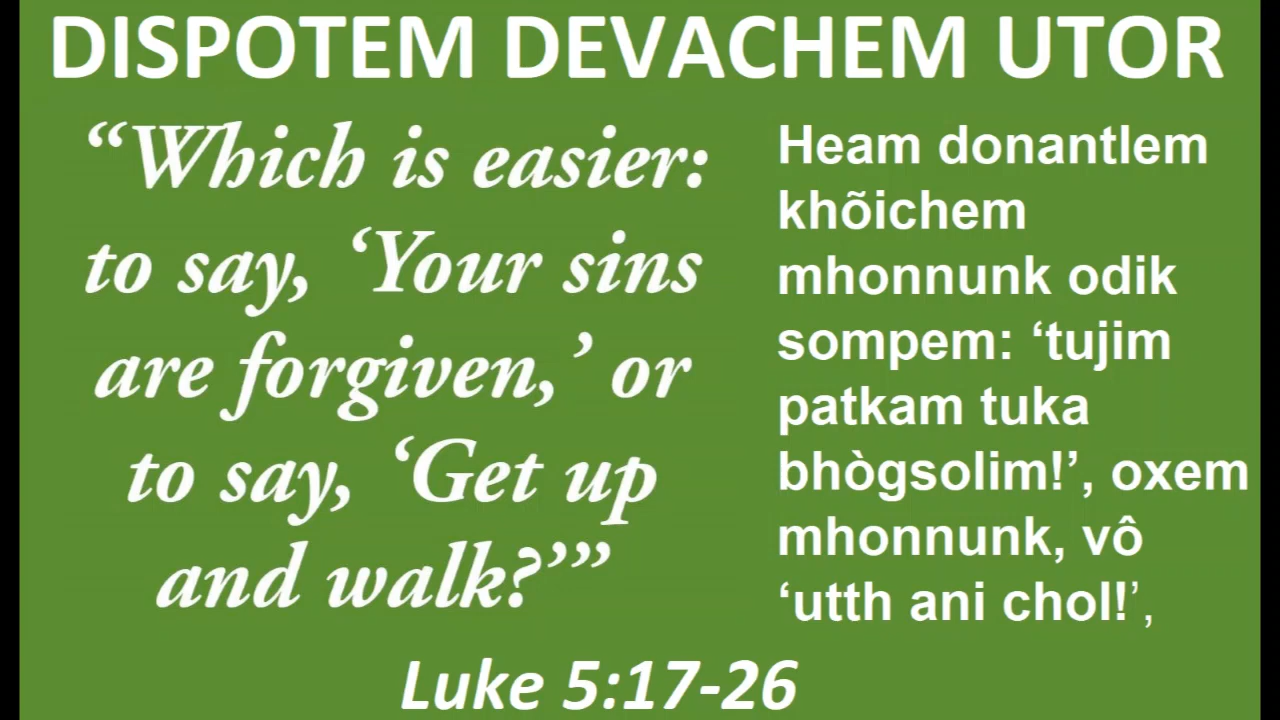 DISPOTEM DEVACHEM UTOR
“Which is easier:
to say, ‘Your sins
are forgiven,’ or
to say, ‘Get up
and walk?’”
Heam donantlem
khõichem
mhonnunk odik
sompem: ‘tujim
patkam tuka
bhògsolim!’, oxem
mhonnunk, vô
‘utth ani chol!’,
Luke 5:17-26